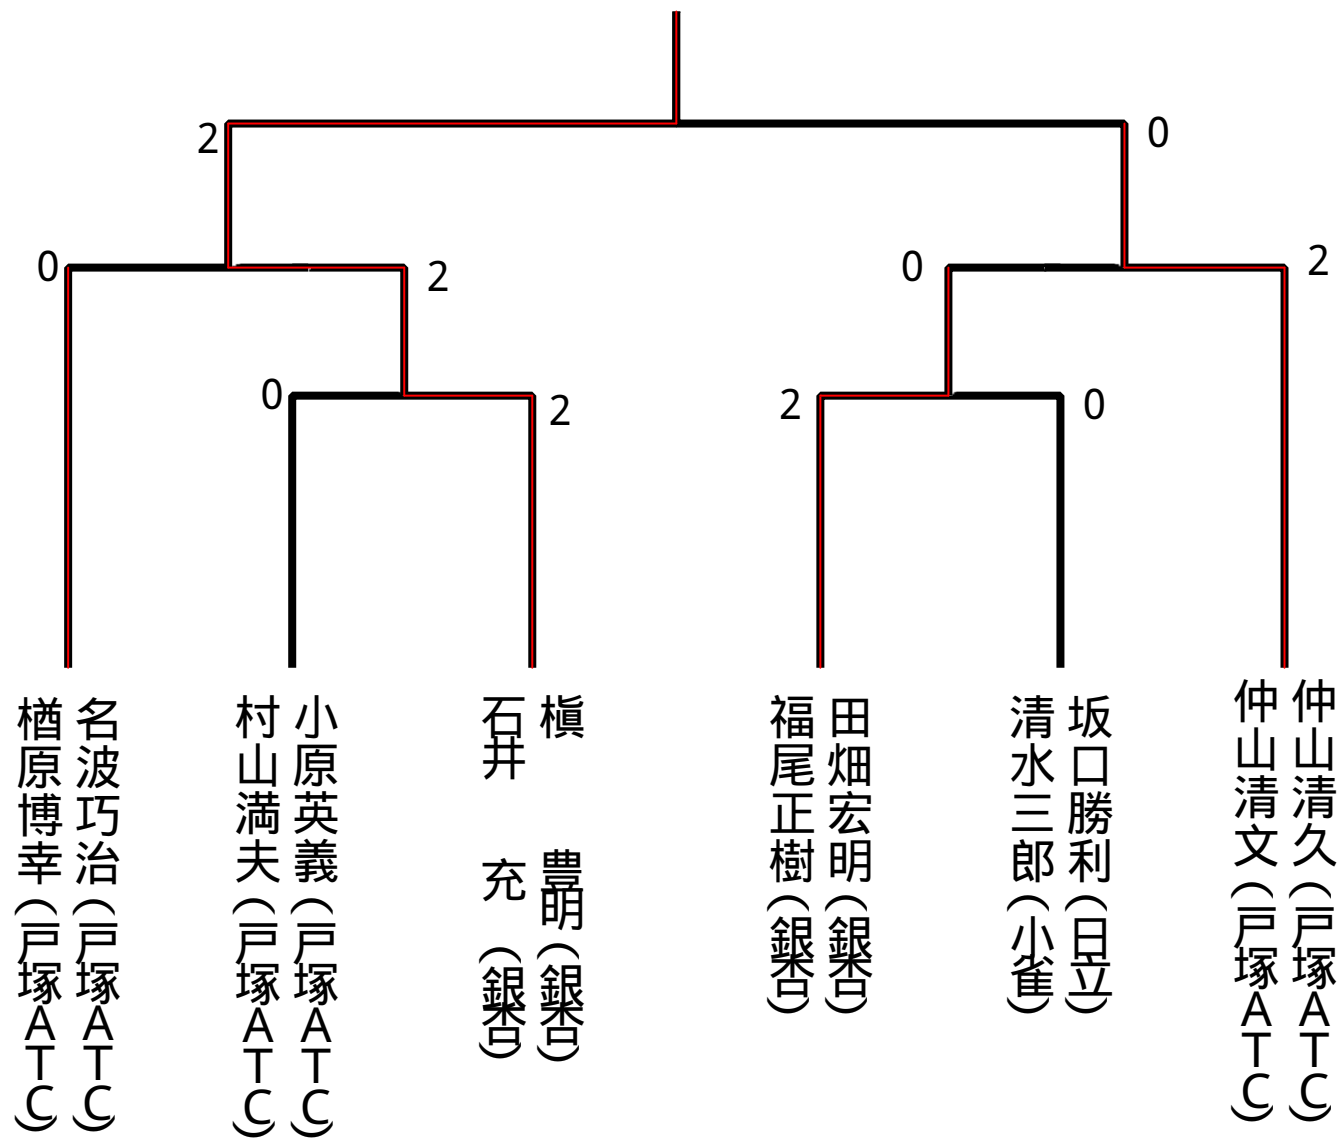 2
0
0
2
0
2
0
2
2
0
名波巧治(戸塚ATC)
楢原博幸(戸塚ATC)
小原英義(戸塚ATC)
村山満夫(戸塚ATC)
槇 豊明(銀杏)
石井 充 (銀杏)
田畑宏明(銀杏)
福尾正樹(銀杏)
坂口勝利(日立)
清水三郎(小雀)
仲山清久(戸塚ATC)
仲山清文(戸塚ATC)